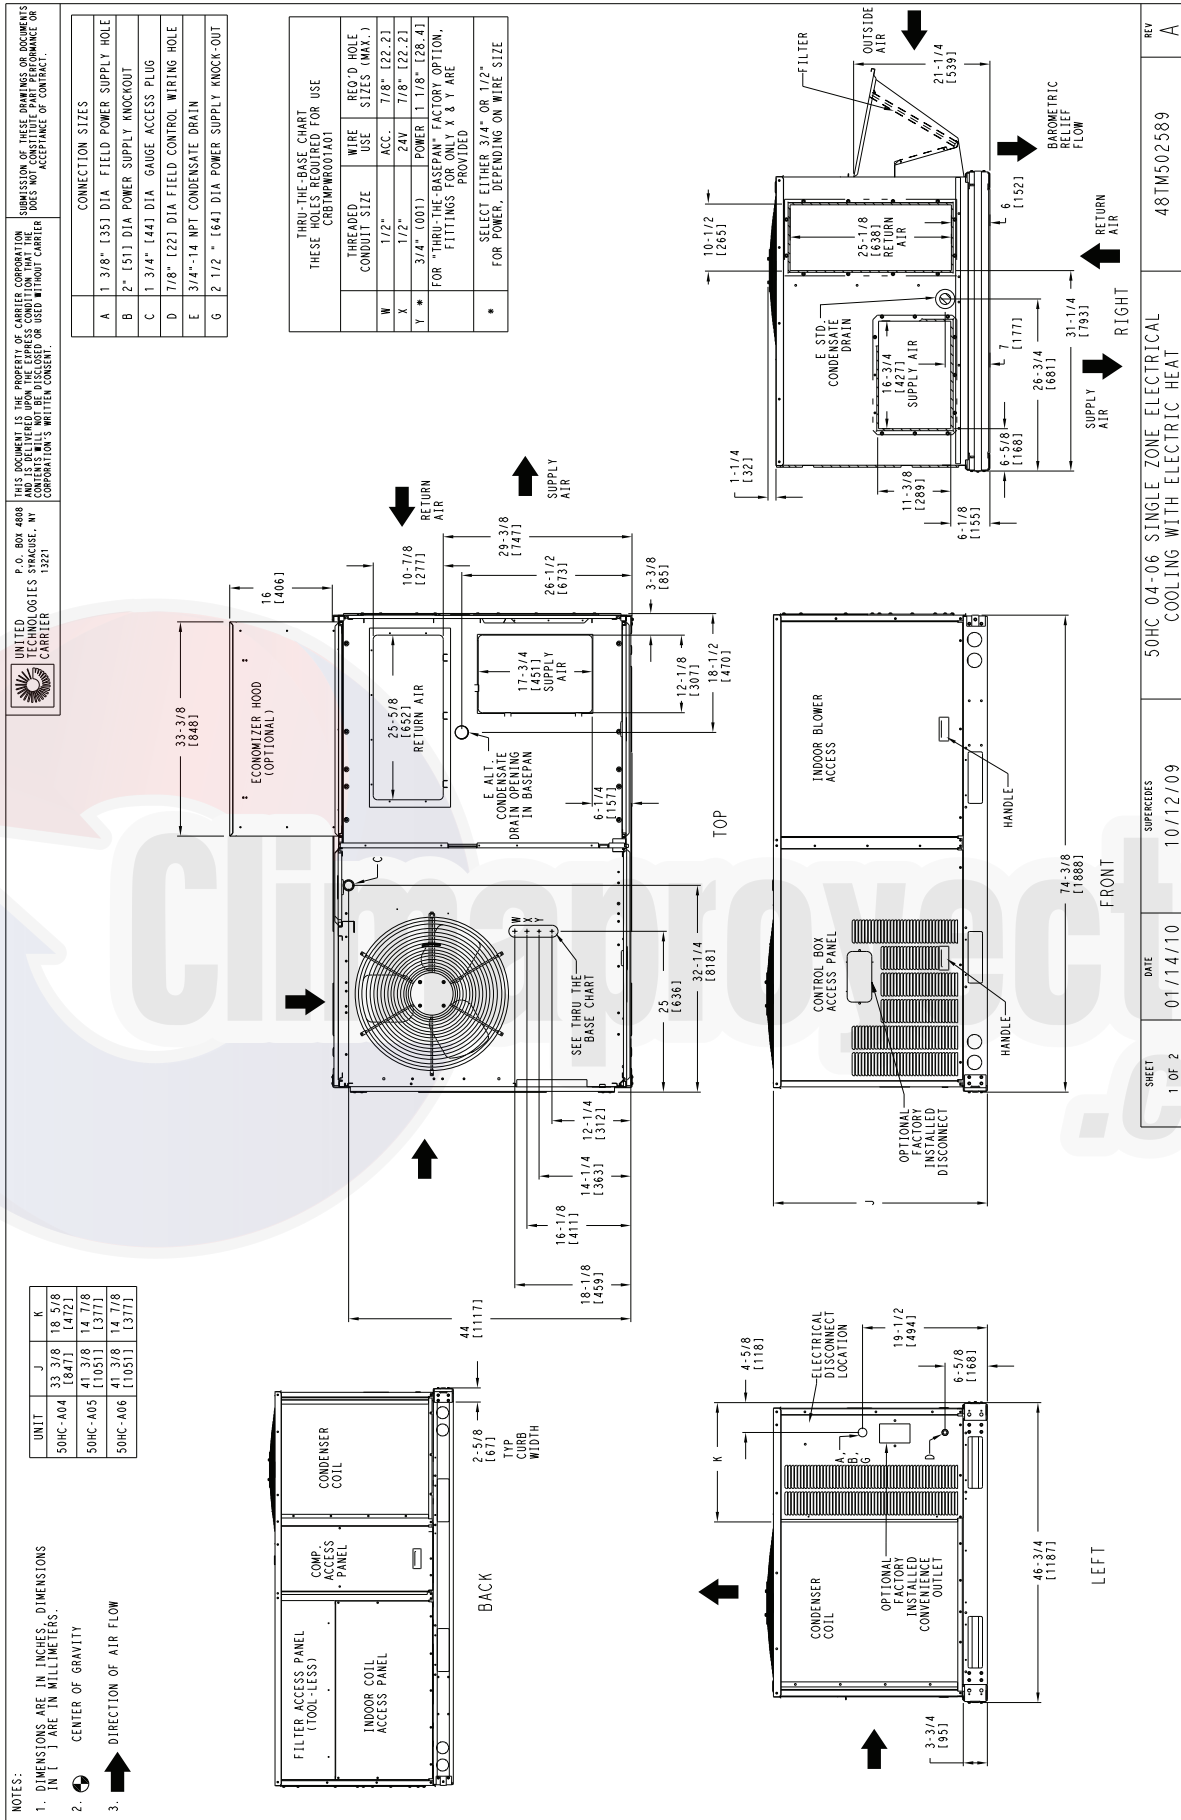 NOTES:
1. DIMENSIONS ARE IN INCHES, DIMENSIONS
IN [ ] ARE IN MILLIMETERS.
2. CENTER OF GRAVITY
3. DIRECTION OF AIR FLOW
UNIT J K
50HC-A04 33 3/8 [847] 18 5/8 [472]
50HC-A05 41 3/8 [1051] 14 7/8 [377]
50HC-A06 41 3/8 [1051] 14 7/8 [377]
UNITED
TECHNOLOGIES
CARRIER
P.O. BOX 4808
SYRACUSE, NY
13221
THIS DOCUMENT IS THE PROPERTY OF CARRIER CORPORATION
AND IS DELIVERED UPON THE EXPRESS CONDITION THAT THE
CONTENTS WILL NOT BE DISCLOSED OR USED WITHOUT CARRIER
CORPORATION'S WRITTEN CONSENT.
SUBMISSION OF THESE DRAWINGS OR DOCUMENTS
DOES NOT CONSTITUTE PART PERFORMANCE OR
ACCEPTANCE OF CONTRACT.
CONNECTION SIZES
A 1 3/8" [35] DIA FIELD POWER SUPPLY HOLE
B 2" [51] DIA POWER SUPPLY KNOCKOUT
C 1 3/4" [44] DIA GAUGE ACCESS PLUG
D 7/8" [22] DIA FIELD CONTROL WIRING HOLE
E 3/4"-14 NPT CONDENSATE DRAIN
G 2 1/2 " [64] DIA POWER SUPPLY KNOCK-OUT
THRU-THE-BASE CHART
THESE HOLES REQUIRED FOR USE
CRBTMPWR001A01
THREADED CONDUIT SIZE WIRE USE REQ'D HOLE SIZES (MAX.)
W 1/2" ACC. 7/8" [22.2]
X 1/2" 24V 7/8" [22.2]
Y * 3/4" (001) POWER 1 1/8" [28.4]
FOR "THRU-THE-BASEPAN" FACTORY OPTION,
FITTINGS FOR ONLY X & Y ARE
PROVIDED
* SELECT EITHER 3/4" OR 1/2"
FOR POWER, DEPENDING ON WIRE SIZE
FILTER ACCESS PANEL
(TOOL-LESS)
INDOOR COIL
ACCESS PANEL
COMP.
ACCESS
PANEL
CONDENSER
COIL
2-5/8
[67]
TYP
CURB
WIDTH
BACK
33-3/8
[848]
16
[406]
ECONOMIZER HOOD
(OPTIONAL)
C
25-5/8
[652]
RETURN AIR
10-7/8
[277]
RETURN
AIR
E ALT.
CONDENSATE
DRAIN OPENING
IN BASEPAN
17-3/4
[451]
SUPPLY
AIR
29-3/8
[747]
26-1/2
[673]
SUPPLY
AIR
6-1/4
[157]
3-3/8
[85]
12-1/8
[307]
18-1/2
[470]
W
X
Y
SEE THRU THE
BASE CHART
25
[636]
32-1/4
[818]
12-1/4
[312]
14-1/4
[363]
16-1/8
[411]
18-1/8
[459]
44
[1117]
TOP
CONDENSER
COIL
OPTIONAL
FACTORY
INSTALLED
CONVENIENCE
OUTLET
K
A,
B,
G
D
4-5/8
[118]
ELECTRICAL
DISCONNECT
LOCATION
19-1/2
[494]
6-5/8
[168]
3-3/4
[95]
46-3/4
[1187]
LEFT
J
OPTIONAL
FACTORY
INSTALLED
DISCONNECT
CONTROL BOX
ACCESS PANEL
HANDLE
INDOOR BLOWER
ACCESS
HANDLE
74-3/8
[1888]
FRONT
1-1/4
[32]
11-3/8
[289]
6-1/8
[155]
6-5/8
[168]
16-3/4
[427]
SUPPLY AIR
E STD.
CONDENSATE
DRAIN
10-1/2
[265]
25-1/8
[638]
RETURN
AIR
FILTER
OUTSIDE
AIR
21-1/4
[539]
BAROMETRIC
RELIEF
FLOW
6
[152]
7
[177]
26-3/4
[681]
31-1/4
[793]
SUPPLY
AIR
RETURN
AIR
RIGHT
SHEET
1 OF 2
DATE
01/14/10
SUPERCEDES
10/12/09
50HC 04-06 SINGLE ZONE ELECTRICAL
COOLING WITH ELECTRIC HEAT
48TM502589
REV
A
Climaproyect
.c